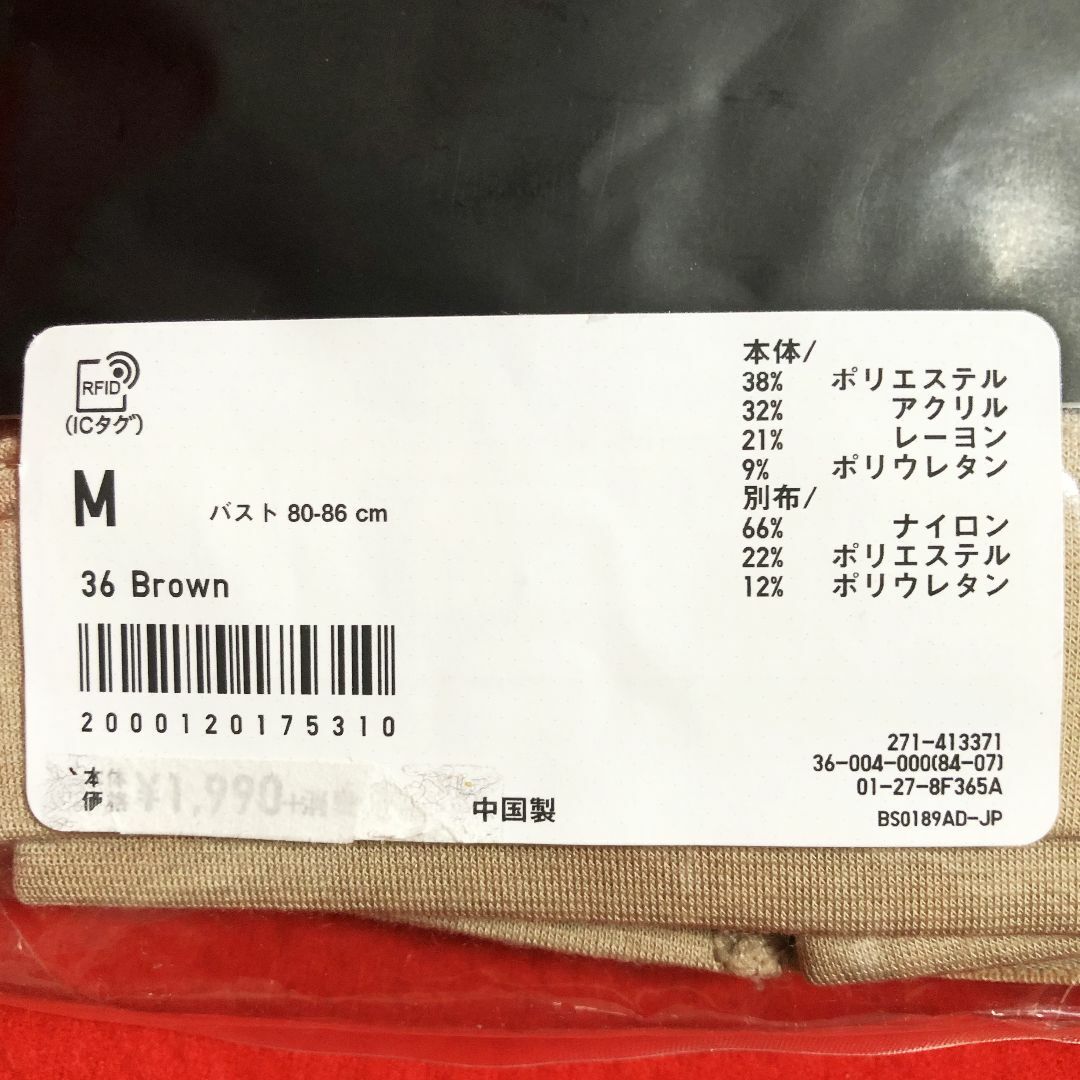 RFID
(ICタグ)
M バスト 80-86 cm
36 Brown
2000120175310
本
価 ¥1,990+
中国製
本体/
38% ポリエステル
32% アクリル
21% レーヨン
9% ポリウレタン
別布/
66% ナイロン
22% ポリエステル
12% ポリウレタン
271-413371
36-004-000(84-07)
01-27-8F365A
BS0189AD-JP